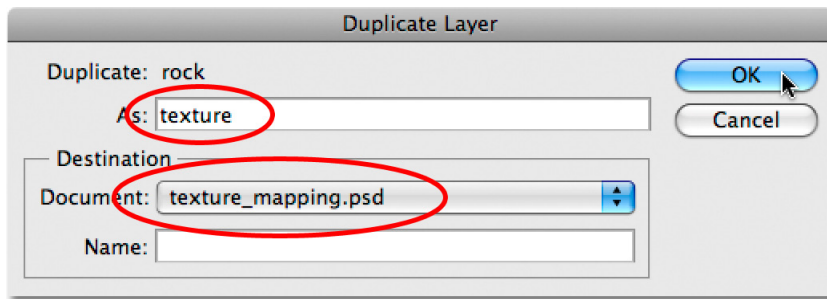 Duplicate Layer
Duplicate: rock
OK
As: texture
Cancel
Destination
Document: texture_mapping.psd
Name: